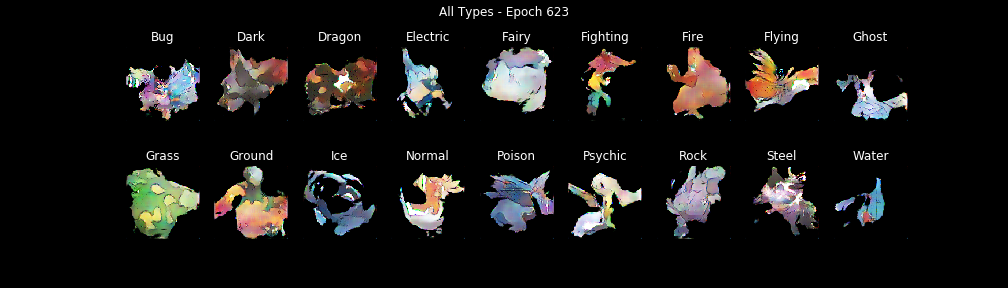 All Types - Epoch 623
Bug Dark Dragon Electric Fairy Fighting Fire Flying Ghost
Grass Ground Ice Normal Poison Psychic Rock Steel Water